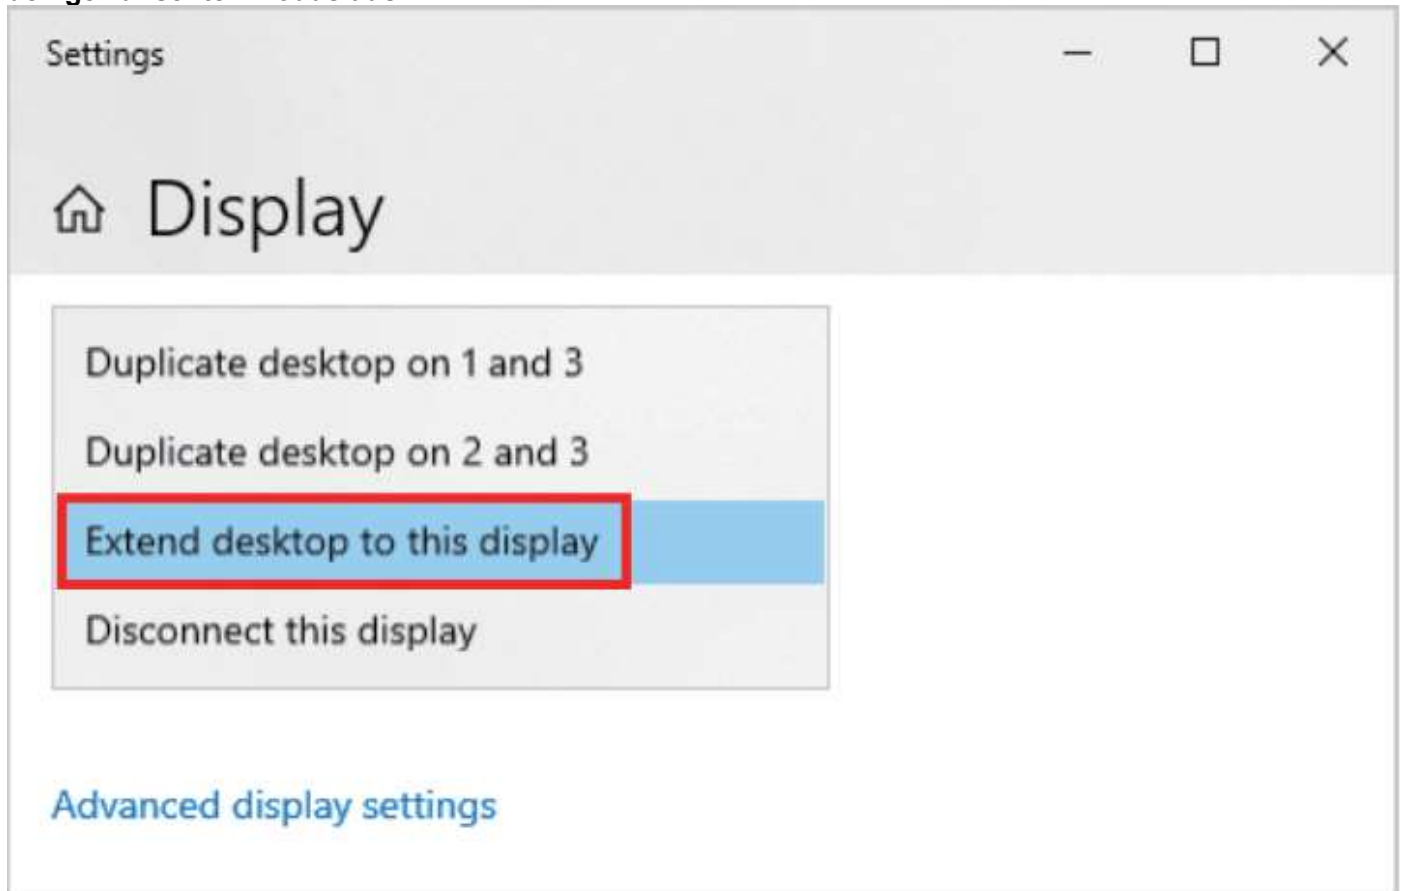 Settings
Display
Duplicate desktop on 1 and 3
Duplicate desktop on 2 and 3
Extend desktop to this display
Disconnect this display
Advanced display settings